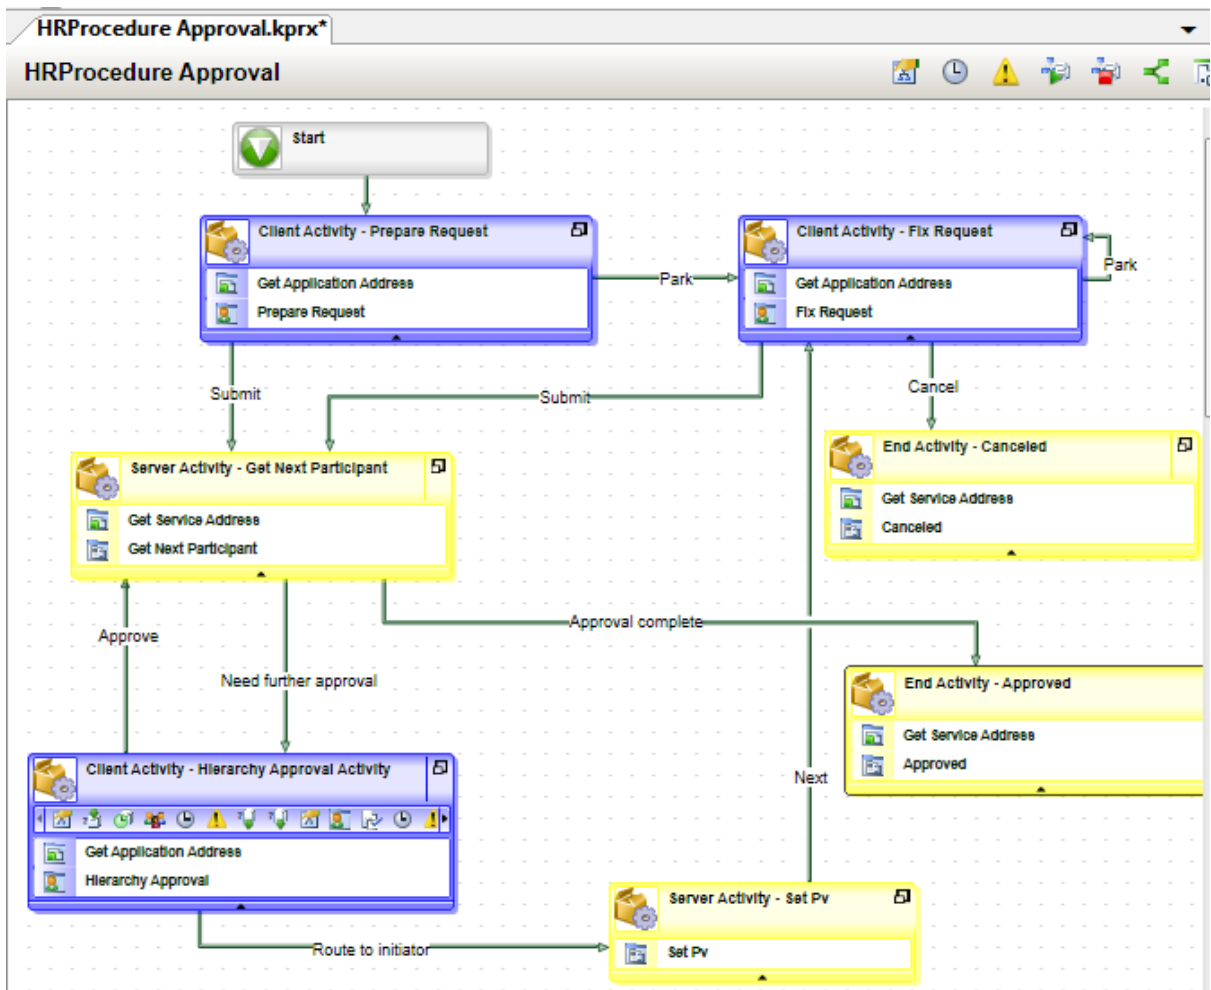 HRProcedure Approval.kprx*
HRProcedure Approval
Start
Client Activity - Prepare Request
Get Application Address
Prepare Request
Client Activity - Fix Request
Get Application Address
Fix Request
Park
Park
Submit
Submit
Cancel
Server Activity - Get Next Participant
Get Service Address
Get Next Participant
End Activity - Canceled
Get Service Address
Canceled
Approve
Need further approval
Approval complete
End Activity - Approved
Get Service Address
Approved
Client Activity - Hierarchy Approval Activity
Get Application Address
Hierarchy Approval
Next
Server Activity - Set Pv
Set Pv
Route to initiator